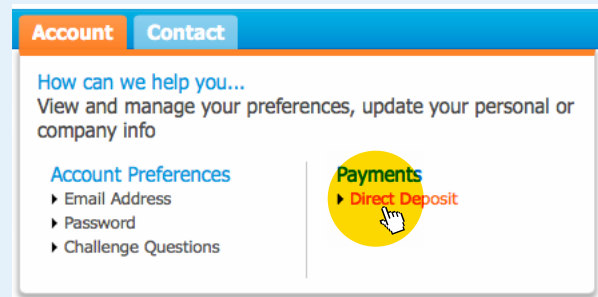 Account Contact
How can we help you...
View and manage your preferences, update your personal or
company info
Account Preferences
Email Address
Password
Challenge Questions
Payments
Direct Deposit